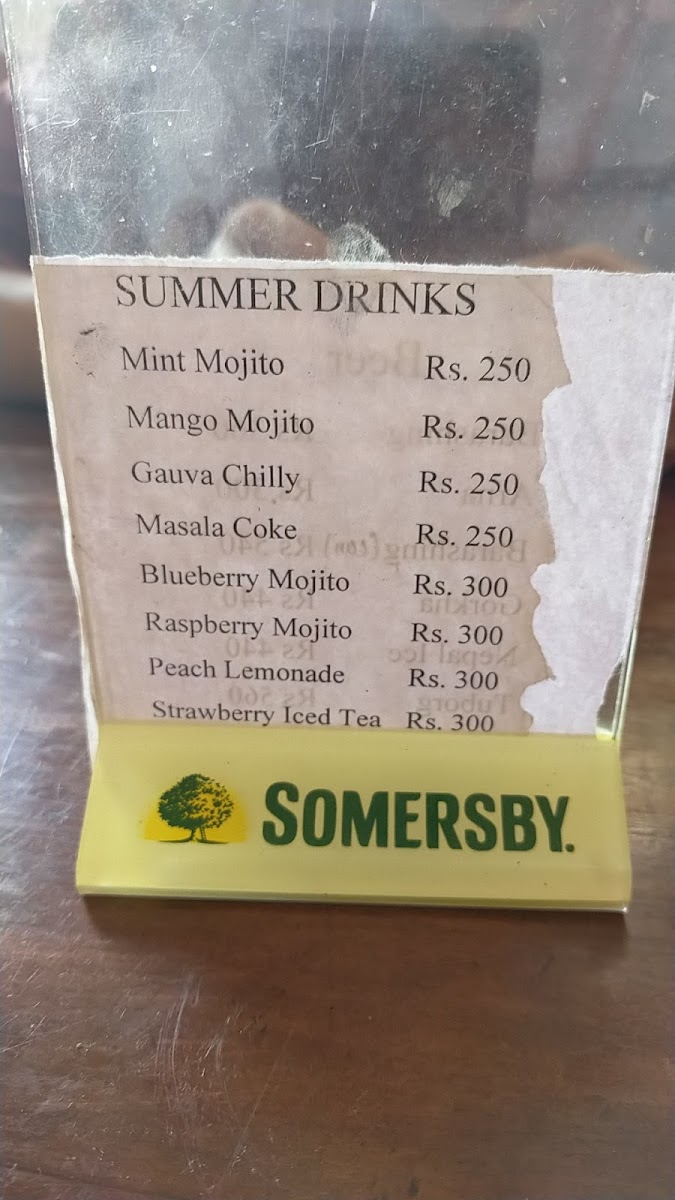 SUMMER DRINKS
Mint Mojito Rs. 250
Mango Mojito Rs. 250
Gauva Chilly Rs. 250
Masala Coke Rs. 250
Blueberry Mojito Rs. 300
Raspberry Mojito Rs. 300
Peach Lemonade Rs. 300
Strawberry Iced Tea Rs. 300
SOMERSBY.